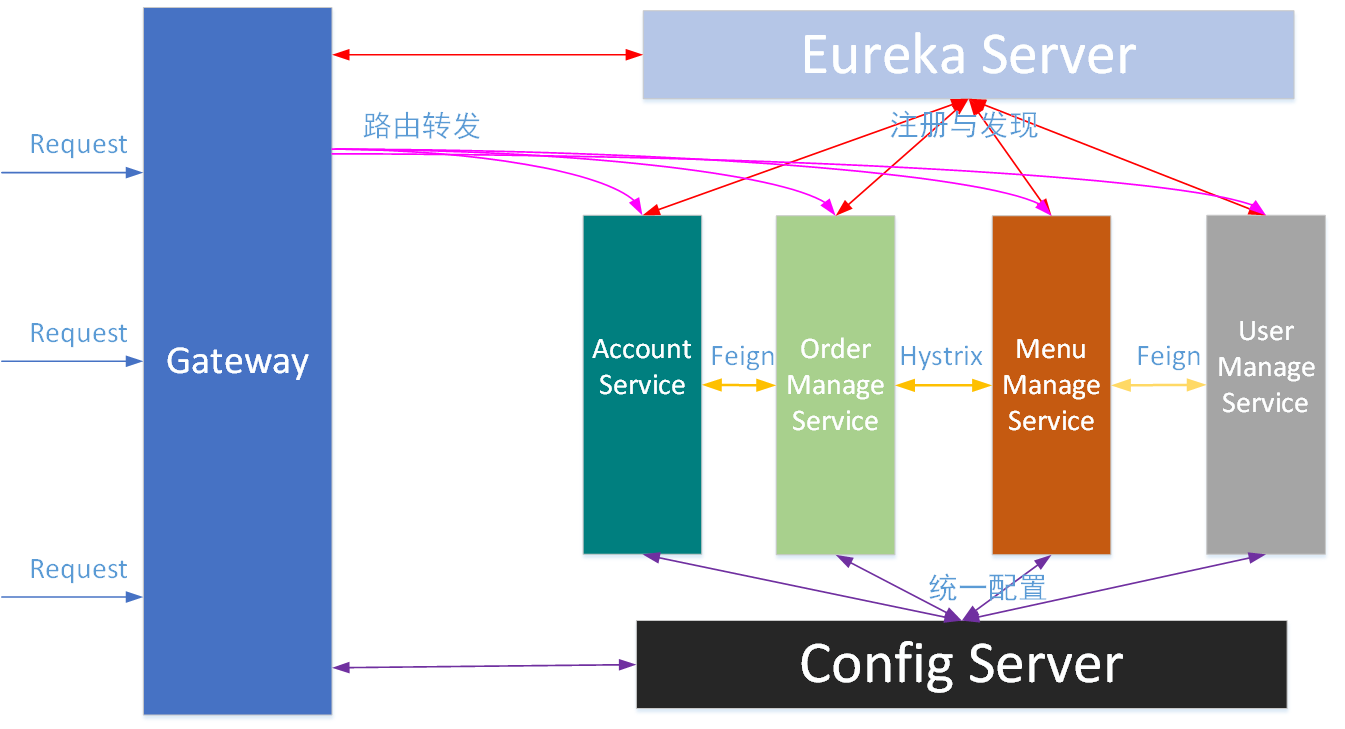 Eureka Server
路由转发
注册与发现
Request
Request
Request
Gateway
Account
Service
Feign
Order
Manage
Service
Hystrix
Menu
Manage
Service
Feign
User
Manage
Service
统一配置
Config Server